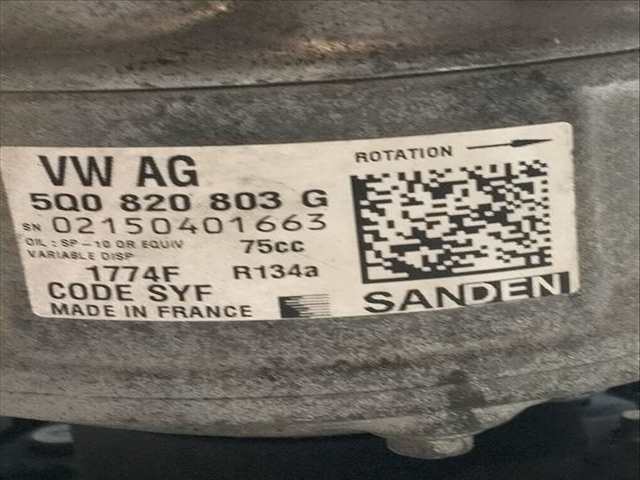 VW AG
5Q0 820 803 G
SN 02150401663
OIL : SP-10 OR EQUIV 75cc
VARIABLE DISP
1774F R134a
CODE SYF
MADE IN FRANCE
ROTATION
SANDEN